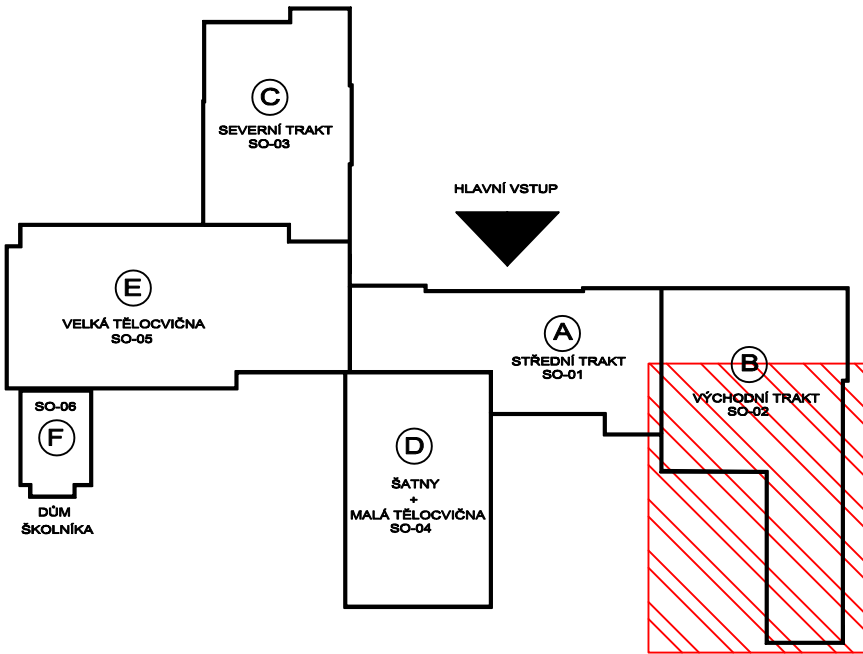 C
SEVERNÍ TRAKT
SO-03
HLAVNÍ VSTUP
E
VELKÁ TĚLOCVIČNA
SO-05
A
STŘEDNÍ TRAKT
SO-01
B
VÝCHODNÍ TRAKT
SO-02
SO-06
F
DŮM
ŠKOLNÍKA
D
ŠATNY
+
MALÁ TĚLOCVIČNA
SO-04